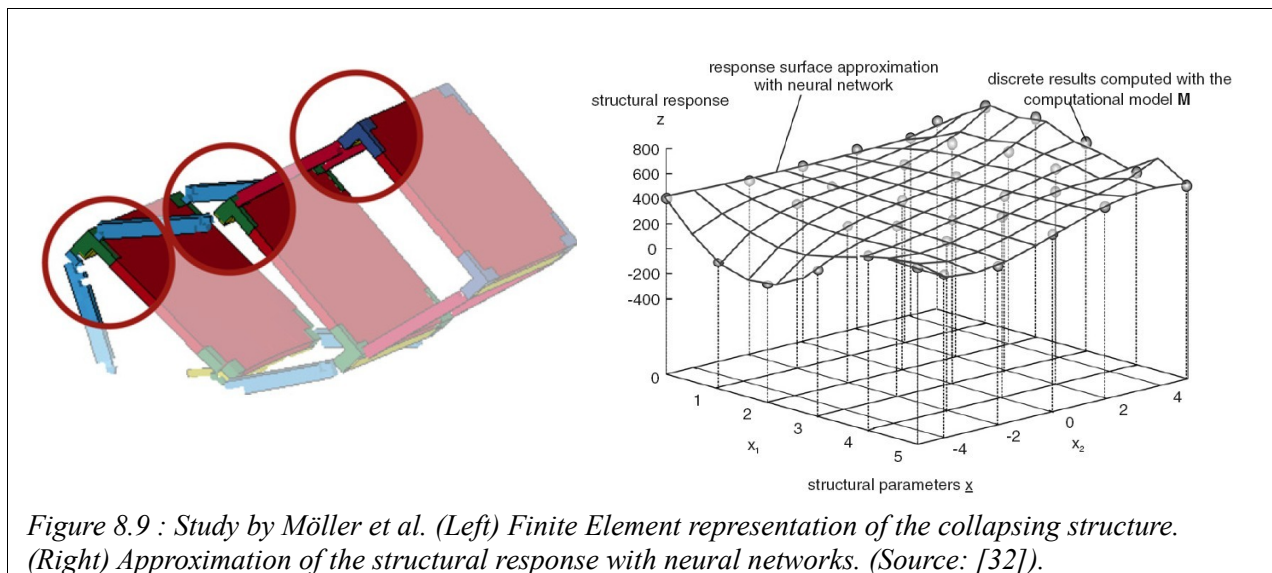 response surface approximation
with neural network
discrete results computed with the
computational model M
structural response
z
800
600
400
200
0
-200
-400
0
1
2
3
4
5
x1
-4
-2
0
2
4
x2
structural parameters x
Figure 8.9 : Study by Möller et al. (Left) Finite Element representation of the collapsing structure.
(Right) Approximation of the structural response with neural networks. (Source: [32]).